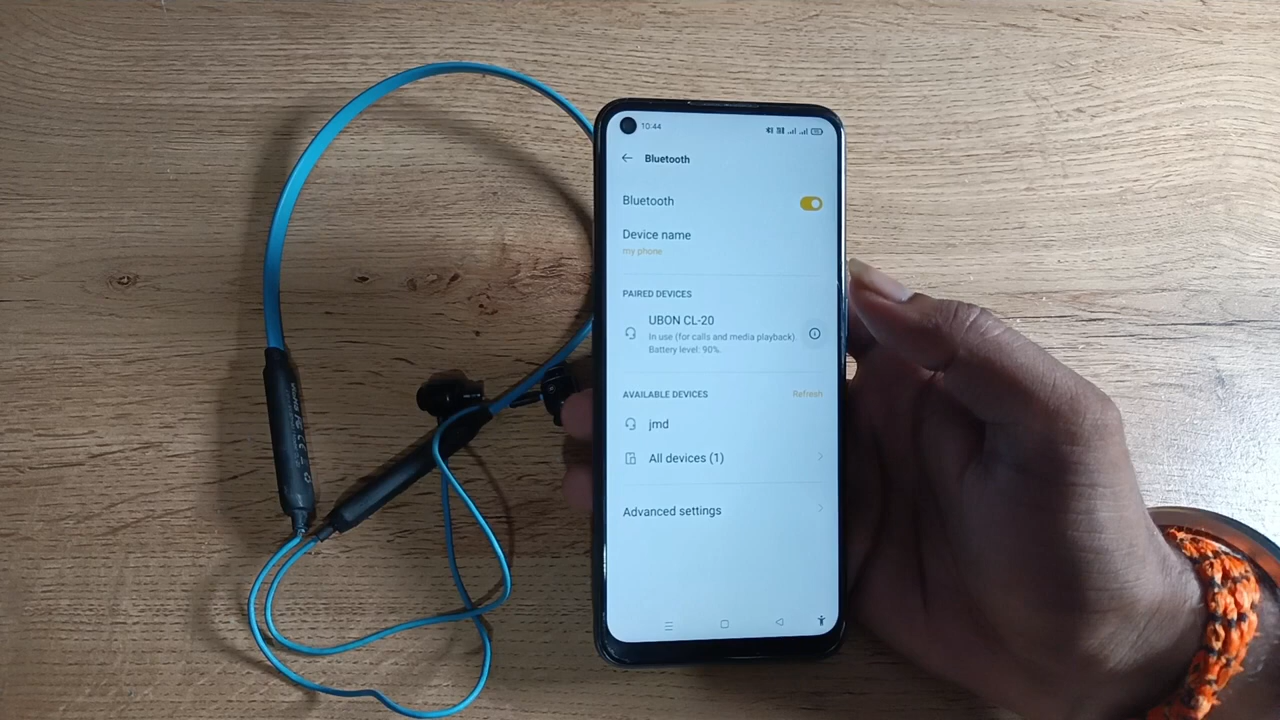 10:44
Bluetooth
Bluetooth
Device name
my phone
PAIRED DEVICES
UBON CL-20
In use (for calls and media playback)
Battery level: 90%.
AVAILABLE DEVICES Refresh
jmd
All devices (1)
Advanced settings